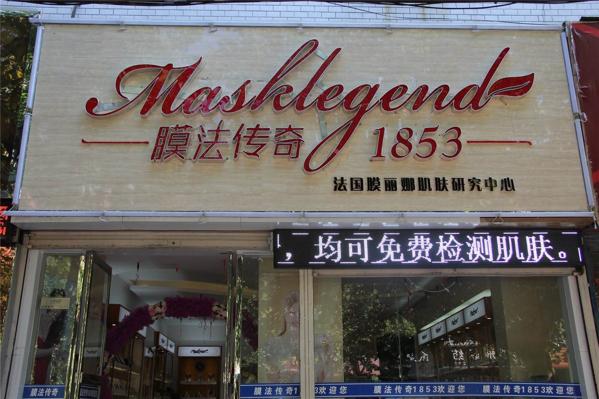 Masklegend
膜法传奇 1853
法国膜丽娜肌肤研究中心
，均可免费检测肌肤。
膜法传奇1853欢迎您 膜法传奇1853欢迎您